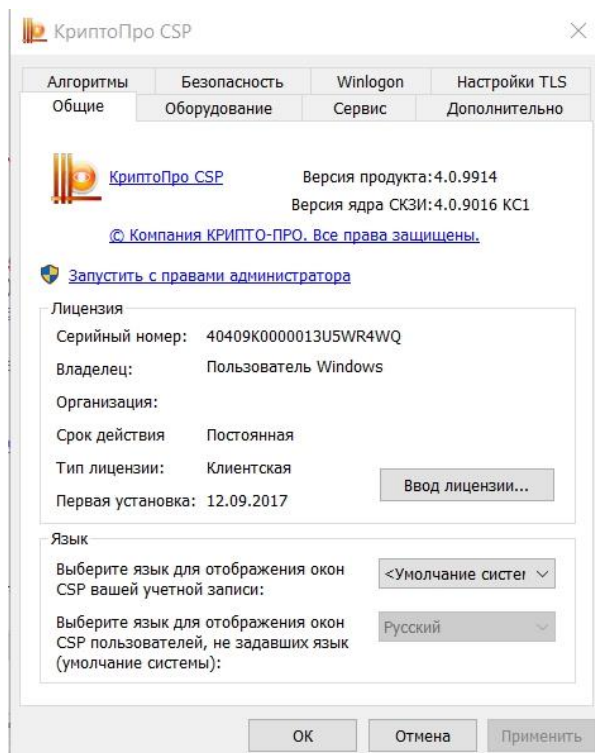 КриптоПро CSP
Алгоритмы Безопасность Winlogon Настройки TLS
Общие Оборудование Сервис Дополнительно
КриптоПро CSP Версия продукта:4.0.9914
Версия ядра СКЗИ:4.0.9016 КС1
© Компания КРИПТО-ПРО. Все права защищены.
Запустить с правами администратора
Лицензия
Серийный номер: 40409K0000013U5WR4WQ
Владелец: Пользователь Windows
Организация:
Срок действия Постоянная
Тип лицензии: Клиентская
Ввод лицензии...
Первая установка: 12.09.2017
Язык
Выберите язык для отображения окон
CSP вашей учетной записи:
<Умолчание систег
Выберите язык для отображения окон
CSP пользователей, не задавших язык
(умолчание системы):
Русский
ОК Отмена Применить